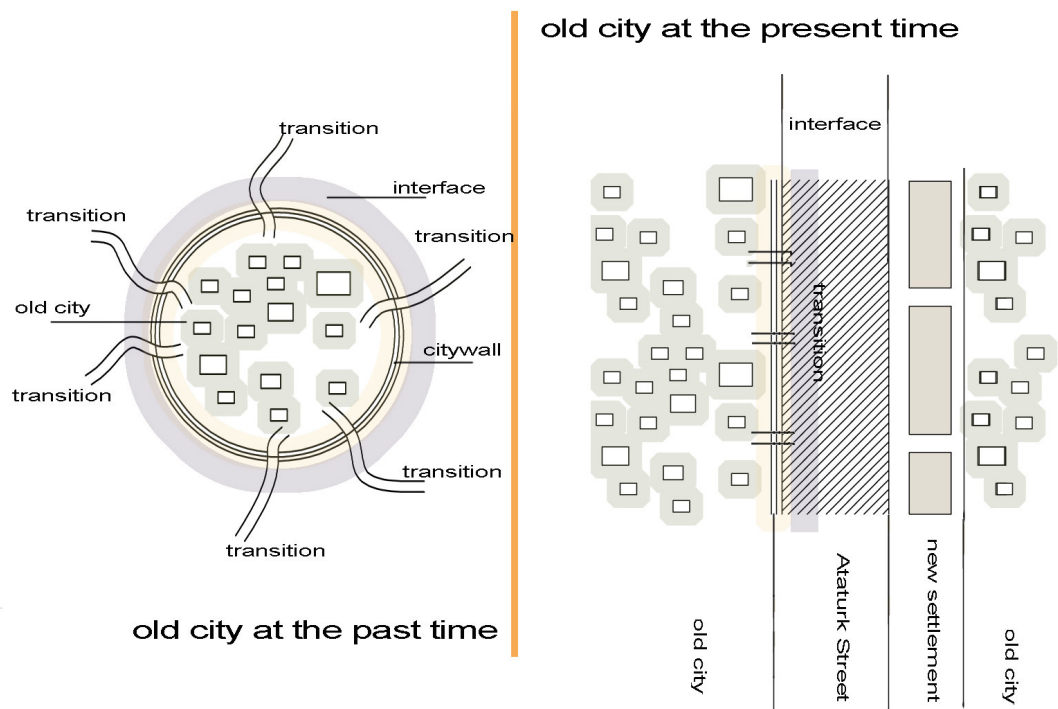 transition
interface
transition
transition
old city
citywall
transition
transition
transition
old city at the past time
old city at the present time
interface
transition
old city
Ataturk Street
new settlement
old city